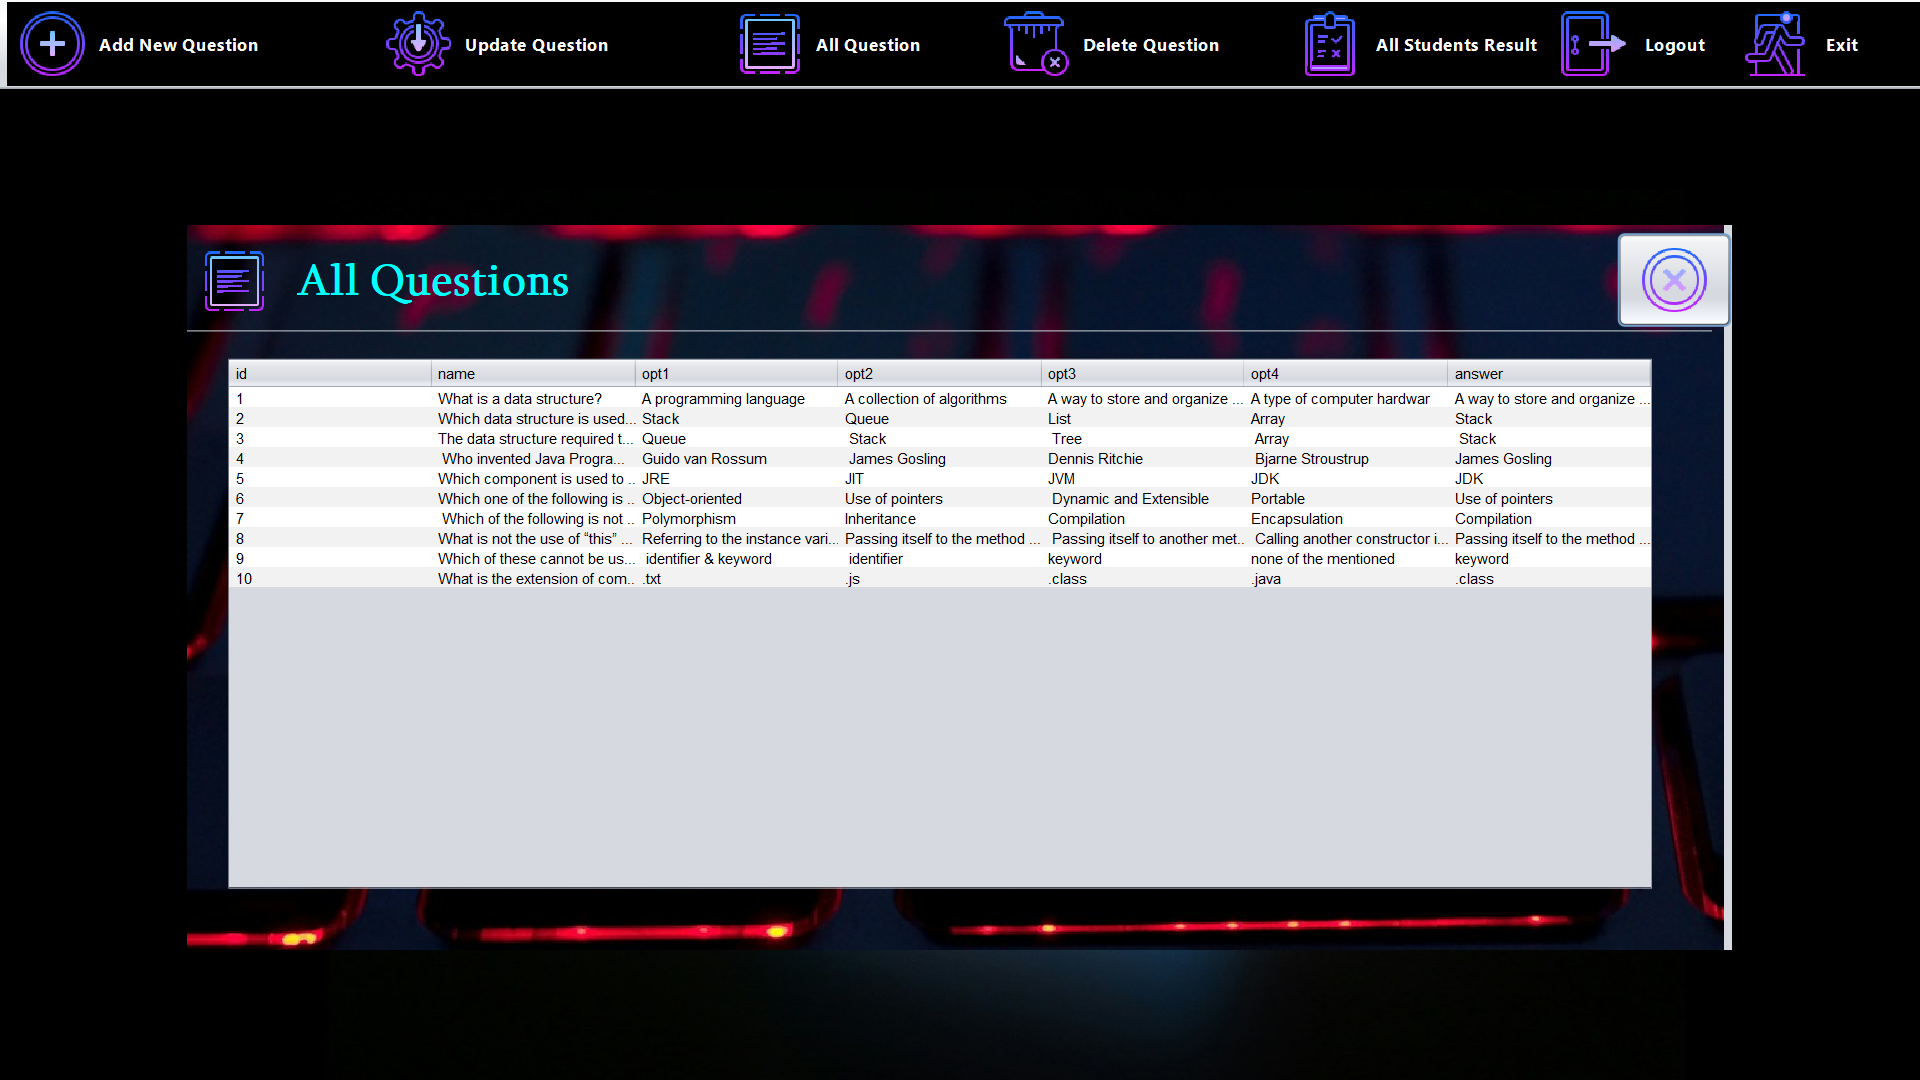 Add New Question Update Question All Question Delete Question All Students Result Logout Exit
All Questions
id name opt1 opt2 opt3 opt4 answer
1 What is a data structure? A programming language A collection of algorithms A way to store and organize ... A type of computer hardwar A way to store and organize ...
2 Which data structure is used... Stack Queue List Array Stack
3 The data structure required t... Queue Stack Tree Array Stack
4 Who invented Java Progra... Guido van Rossum James Gosling Dennis Ritchie Bjarne Stroustrup James Gosling
5 Which component is used to .. JRE JIT JVM JDK JDK
6 Which one of the following is .. Object-oriented Use of pointers Dynamic and Extensible Portable Use of pointers
7 Which of the following is not .. Polymorphism Inheritance Compilation Encapsulation Compilation
8 What is not the use of “this” ... Referring to the instance vari... Passing itself to the method ... Passing itself to another met.. Calling another constructor i... Passing itself to the method ...
9 Which of these cannot be us... identifier & keyword identifier keyword none of the mentioned keyword
10 What is the extension of com.. .txt .js .class .java .class